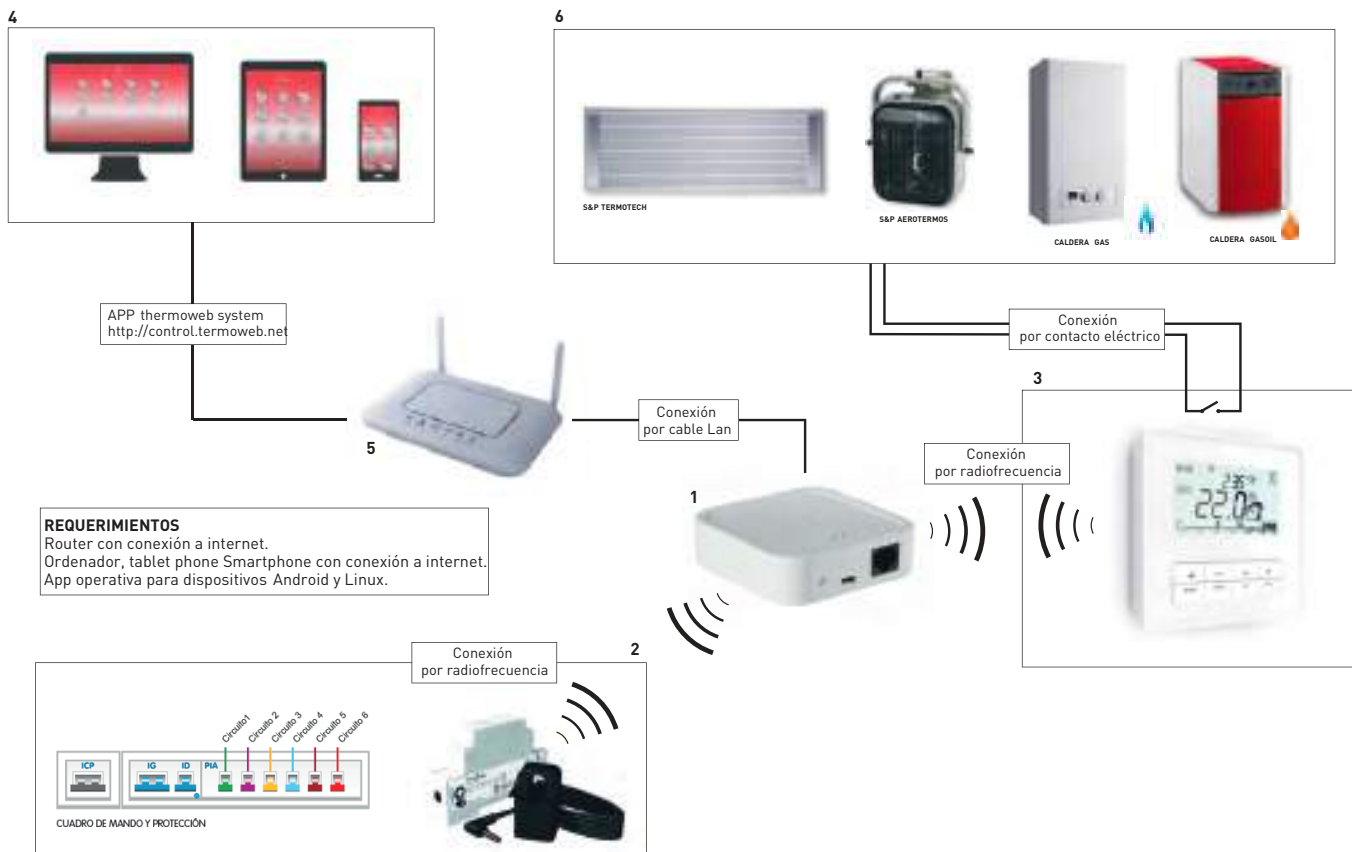 4
6
S&P TERMOTECH
S&P AEROTERMOS
CALDERA GAS
CALDERA GASOIL
APP thermoweb system
http://control.termoweb.net
Conexión
por contacto eléctrico
3
5
Conexión
por cable Lan
Conexión
por radiofrecuencia
1
22.0
REQUERIMIENTOS
Router con conexión a internet.
Ordenador, tablet phone Smartphone con conexión a internet.
App operativa para dispositivos Android y Linux.
2
Conexión
por radiofrecuencia
Circuito1
Circuito 2
Circuito 3
Circuito 4
Circuito 5
Circuito 6
ICP
IG
ID
PIA
CUADRO DE MANDO Y PROTECCIÓN